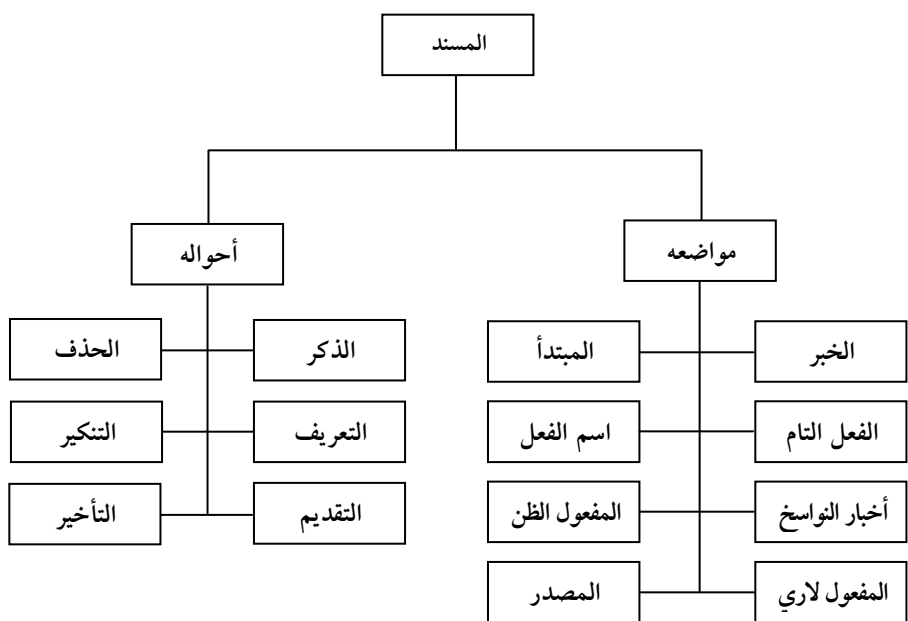 المسند
مواضعه
أحواله
الخبر
المبتدأ
الفعل التام
اسم الفعل
أخبار النواسخ
المفعول الظن
المفعول لاري
المصدر
الذكر
الحذف
التعريف
التنكير
التقديم
التأخير